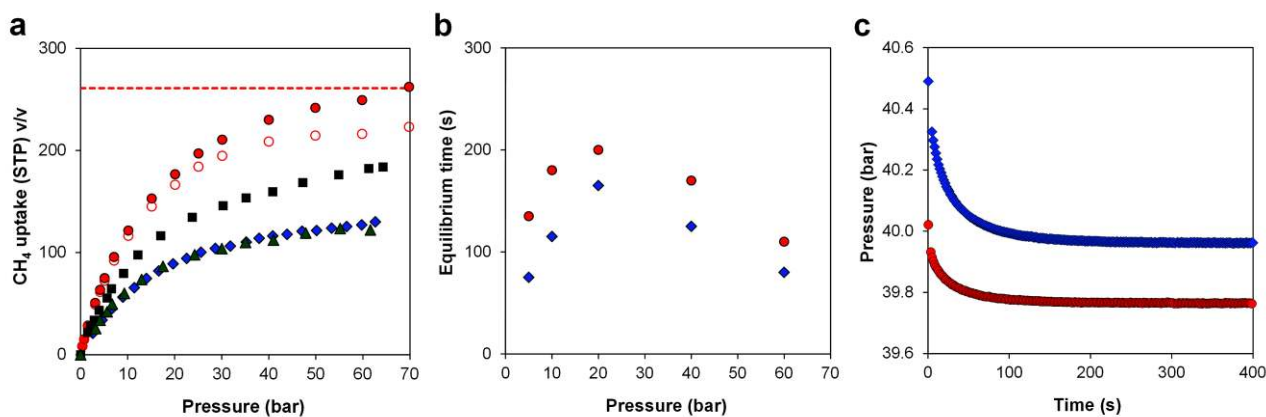 a
300
200
100
0
CH₄ uptake (STP) v/v
0 10 20 30 40 50 60 70
Pressure (bar)
b
300
200
100
0
Equilibrium time (s)
0 10 20 30 40 50 60 70
Pressure (bar)
c
40.6
40.4
40.2
40.0
39.8
39.6
Pressure (bar)
0 100 200 300 400
Time (s)